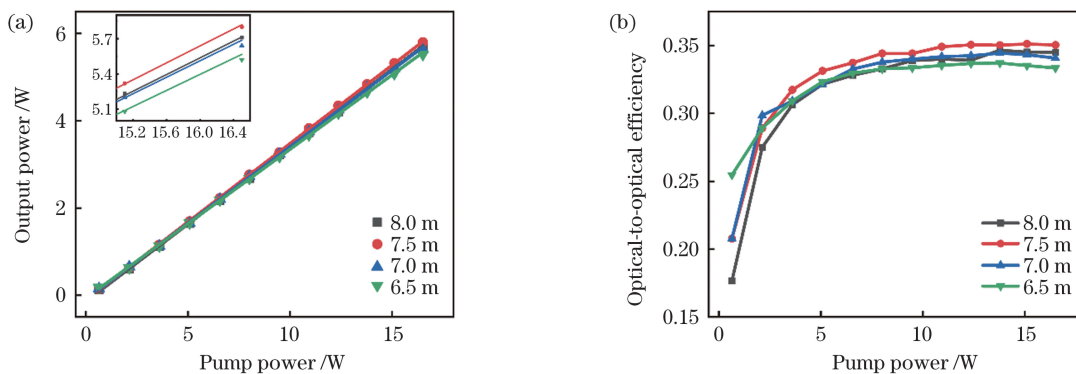 (a)
Output power /W
6
4
2
0
5.7
5.4
5.1
15.2 15.6 16.0 16.4
8.0 m
7.5 m
7.0 m
6.5 m
0 5 10 15
Pump power /W
(b)
Optical-to-optical efficiency
0.35
0.30
0.25
0.20
0.15
8.0 m
7.5 m
7.0 m
6.5 m
0 5 10 15
Pump power /W